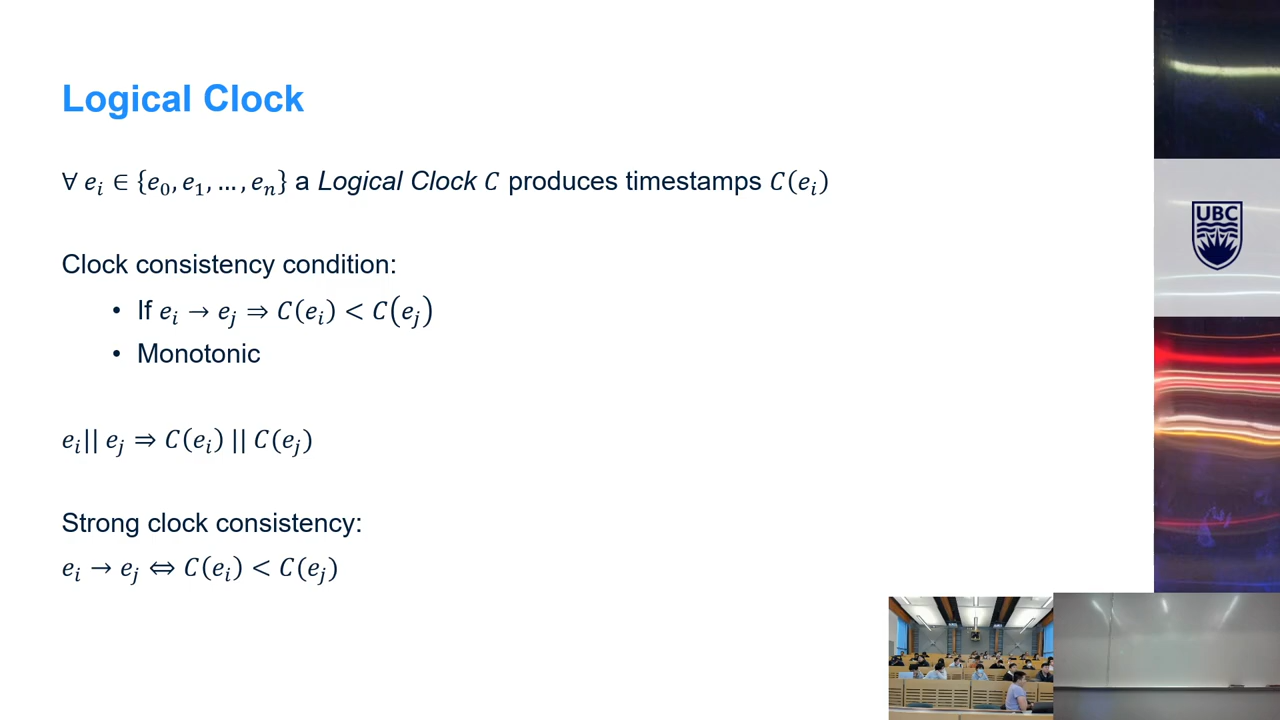 Logical Clock
∀ eᵢ ∈ {e₀, e₁, …, eₙ} a Logical Clock C produces timestamps C(eᵢ)
Clock consistency condition:
• If eᵢ → eⱼ ⇒ C(eᵢ) < C(eⱼ)
• Monotonic
eᵢ|| eⱼ ⇒ C(eᵢ) || C(eⱼ)
Strong clock consistency:
eᵢ → eⱼ ⇔ C(eᵢ) < C(eⱼ)
UBC